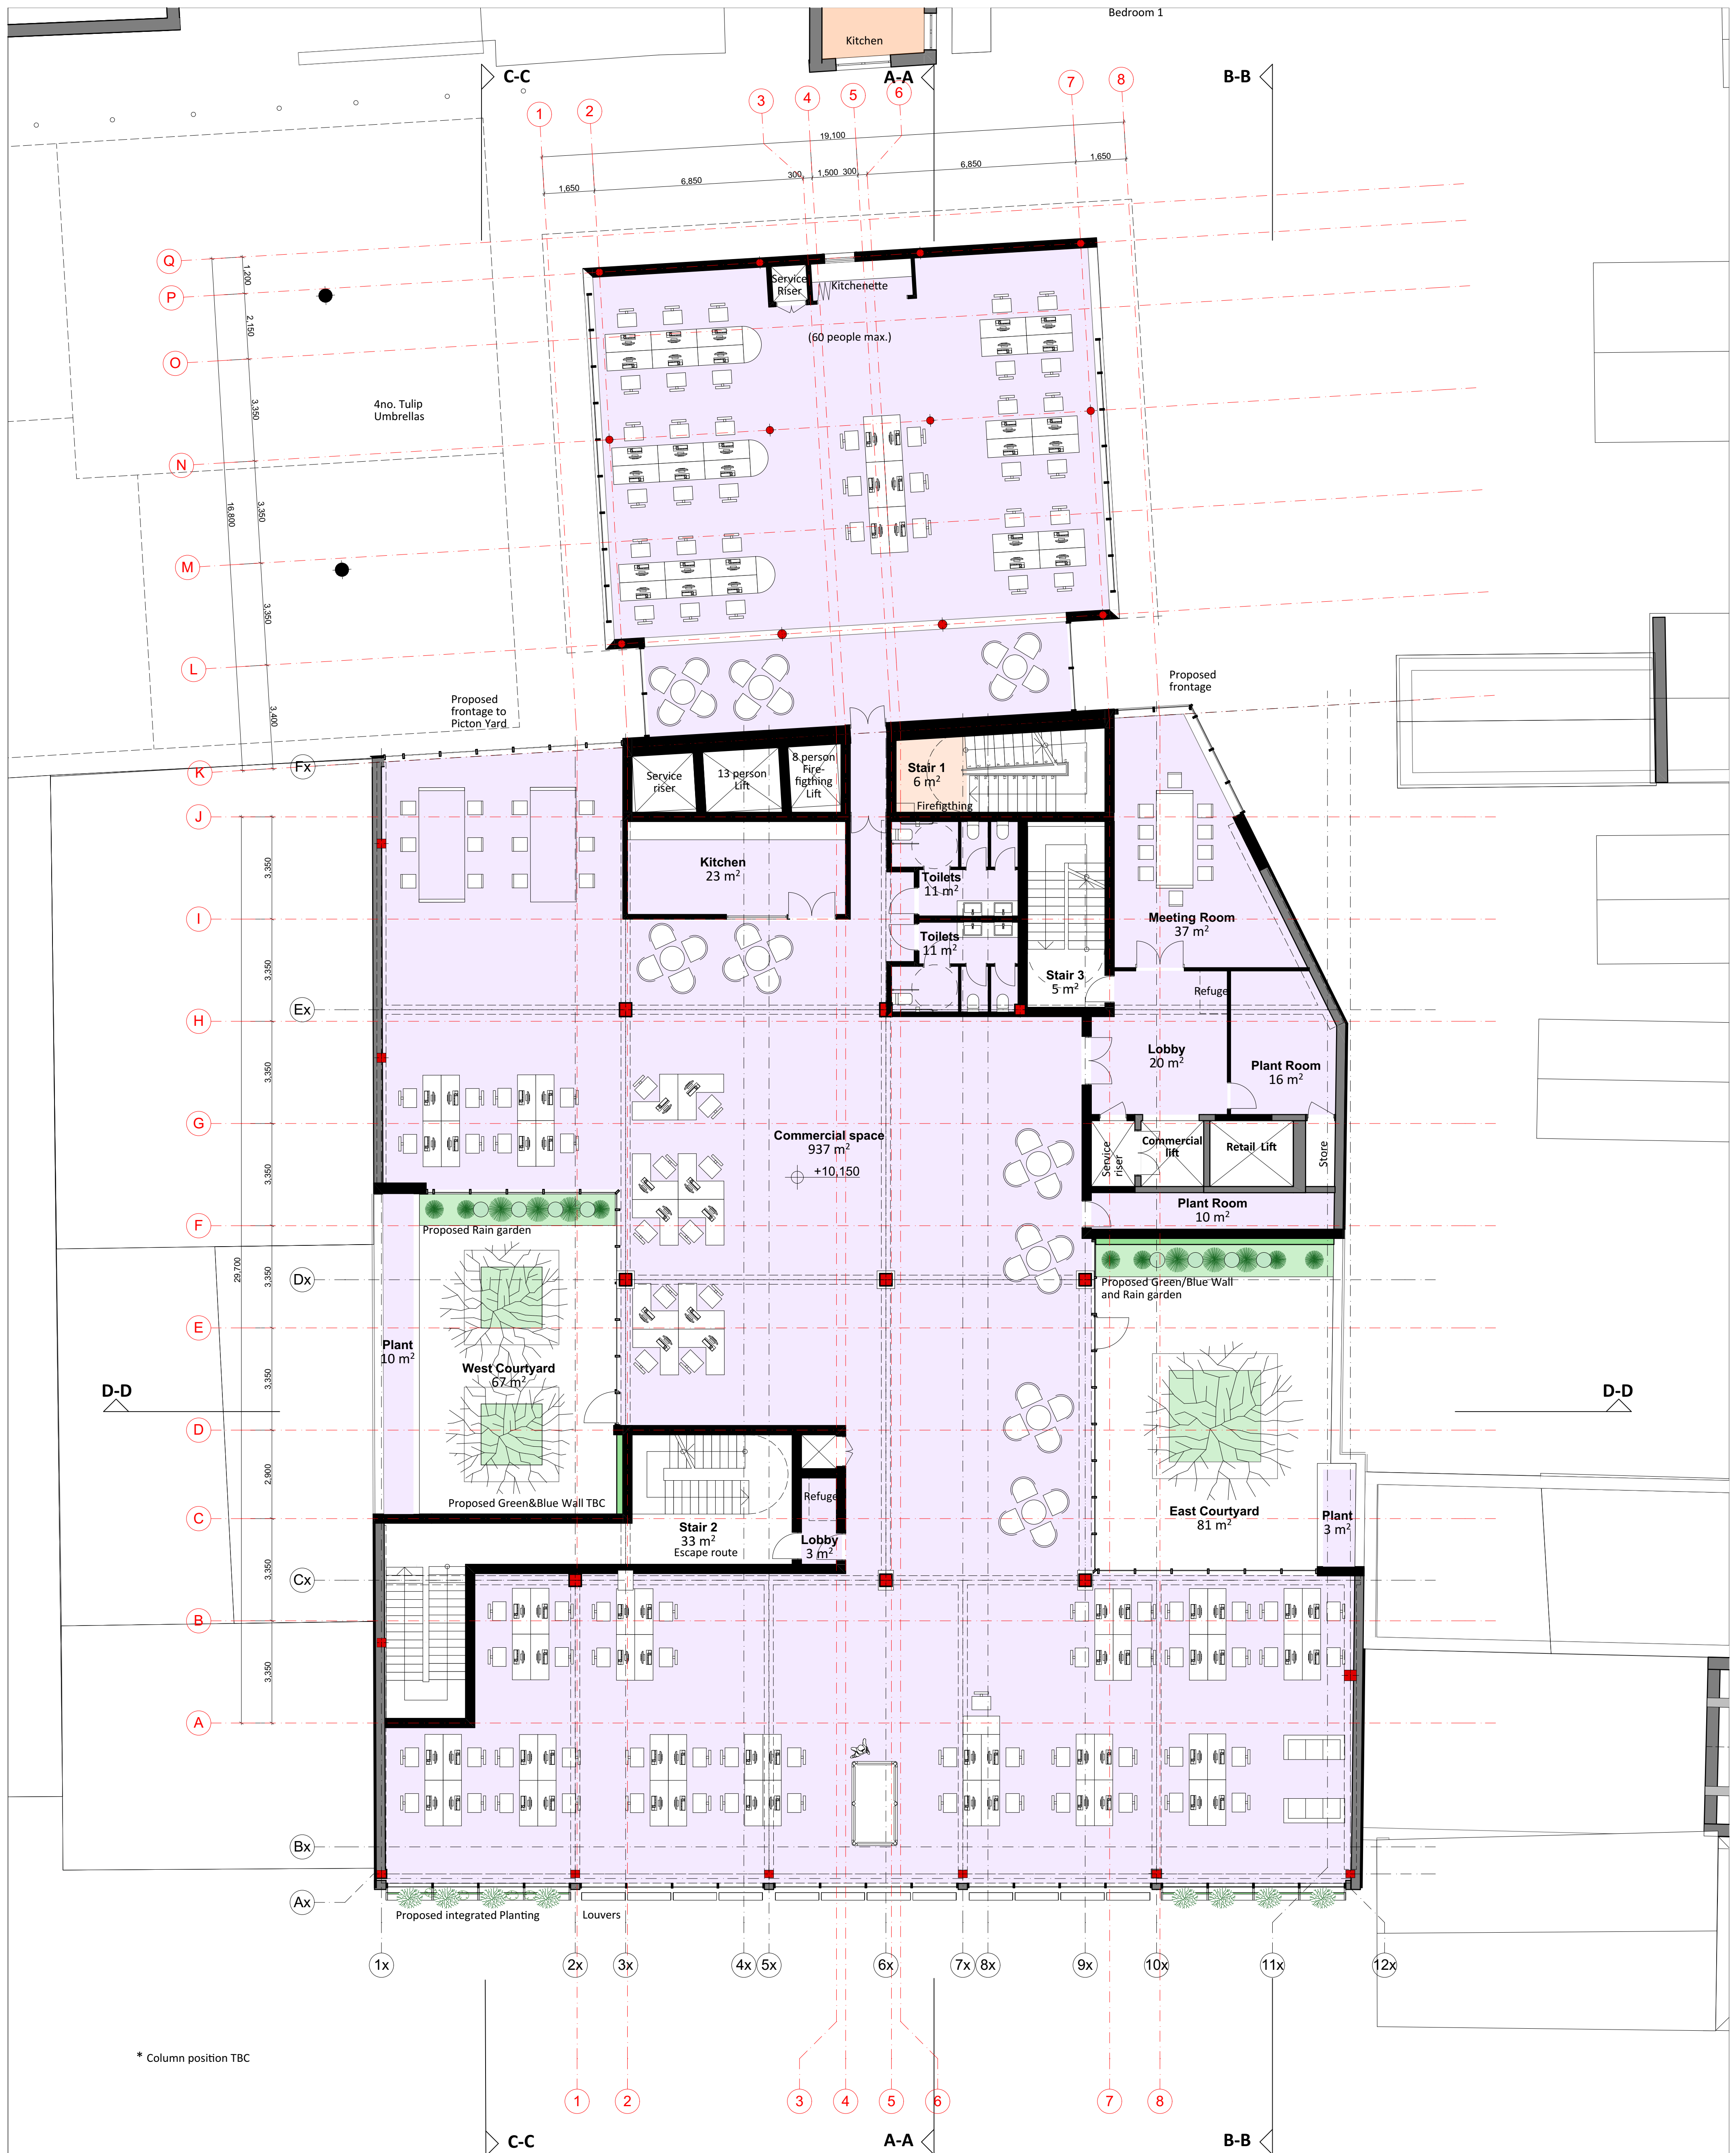 Bedroom 1
Kitchen
C-C
A-A
B-B
1
2
3
4
5
6
7
8
19,100
1,650
6,850
300
1,500
300
6,850
1,650
Q
P
O
N
M
L
K
J
I
H
G
F
E
D
C
B
A
1,200
2,150
3,350
3,350
3,350
3,400
16,800
4no. Tulip
Umbrellas
Service
Riser
Kitchenette
(60 people max.)
Proposed
frontage to
Picton Yard
Proposed
frontage
Fx
Ex
Dx
Cx
Bx
Ax
3,350
3,350
3,350
3,350
3,350
3,350
2,900
3,350
3,350
29,700
Service
riser
13 person
Lift
8 person
Fire-
figthing
Lift
Stair 1
6 m²
Firefigthing
Kitchen
23 m²
Toilets
11 m²
Toilets
11 m²
Stair 3
5 m²
Meeting Room
37 m²
Refuge
Lobby
20 m²
Plant Room
16 m²
Service
riser
Commercial
lift
Retail Lift
Store
Plant Room
10 m²
Commercial space
937 m²
+10,150
Proposed Rain garden
Proposed Green/Blue Wall
and Rain garden
Plant
10 m²
West Courtyard
67 m²
D-D
D-D
Proposed Green&Blue Wall TBC
Refuge
Stair 2
33 m²
Escape route
Lobby
3 m²
East Courtyard
81 m²
Plant
3 m²
Proposed integrated Planting
Louvers
1x
2x
3x
4x
5x
6x
7x
8x
9x
10x
11x
12x
* Column position TBC
1
2
3
4
5
6
7
8
C-C
A-A
B-B